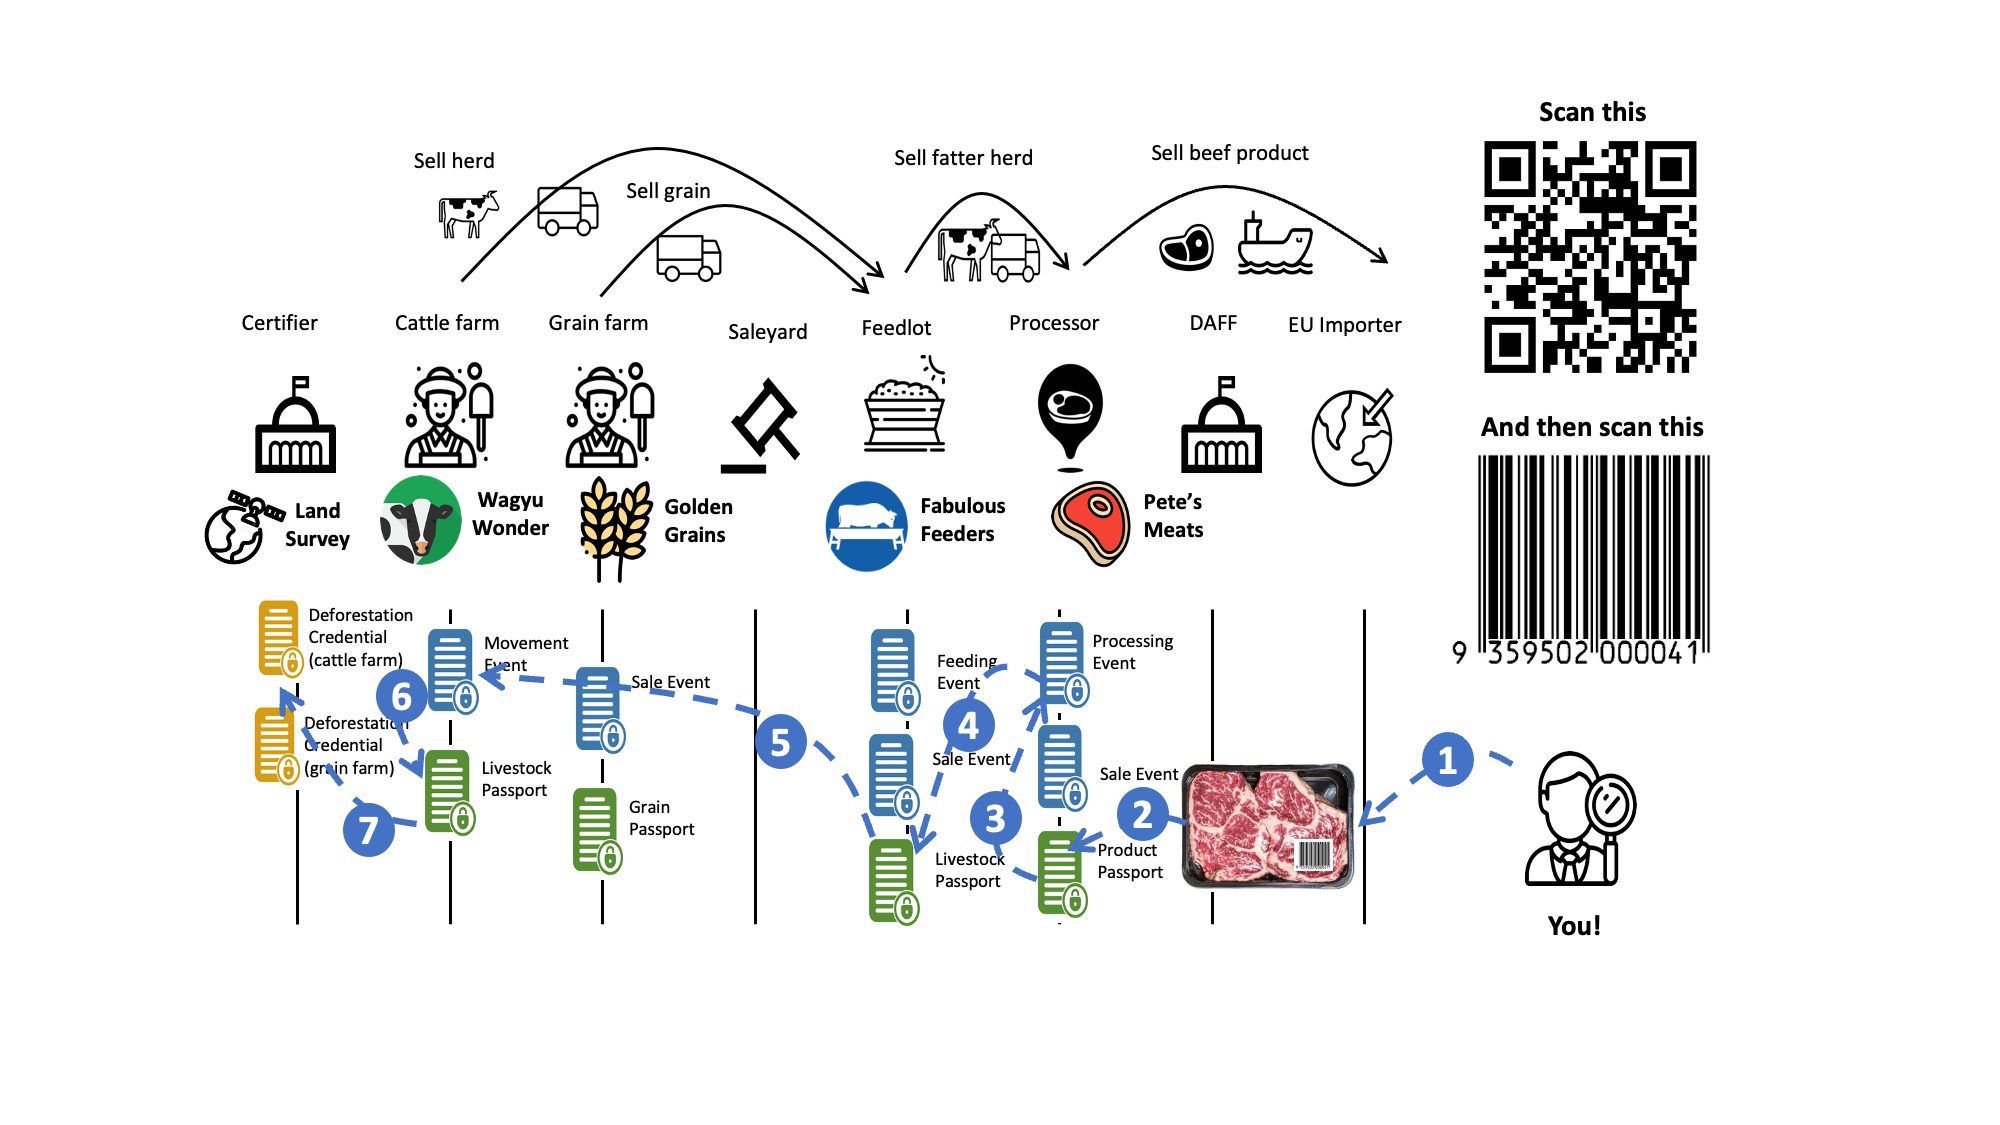 Scan this
Sell herd
Sell grain
Sell fatter herd
Sell beef product
Certifier
Cattle farm
Grain farm
Saleyard
Feedlot
Processor
DAFF
EU Importer
And then scan this
Land
Survey
Wagyu
Wonder
Golden
Grains
Fabulous
Feeders
Pete's
Meats
9 359502 000041
Deforestation
Credential
(cattle farm)
Movement
Event
Sale Event
Feeding
Event
Processing
Event
6
Deforestation
Credential
(grain farm)
5
4
Sale Event
Sale Event
1
Livestock
Passport
Grain
Passport
7
3
2
Livestock
Passport
Product
Passport
You!